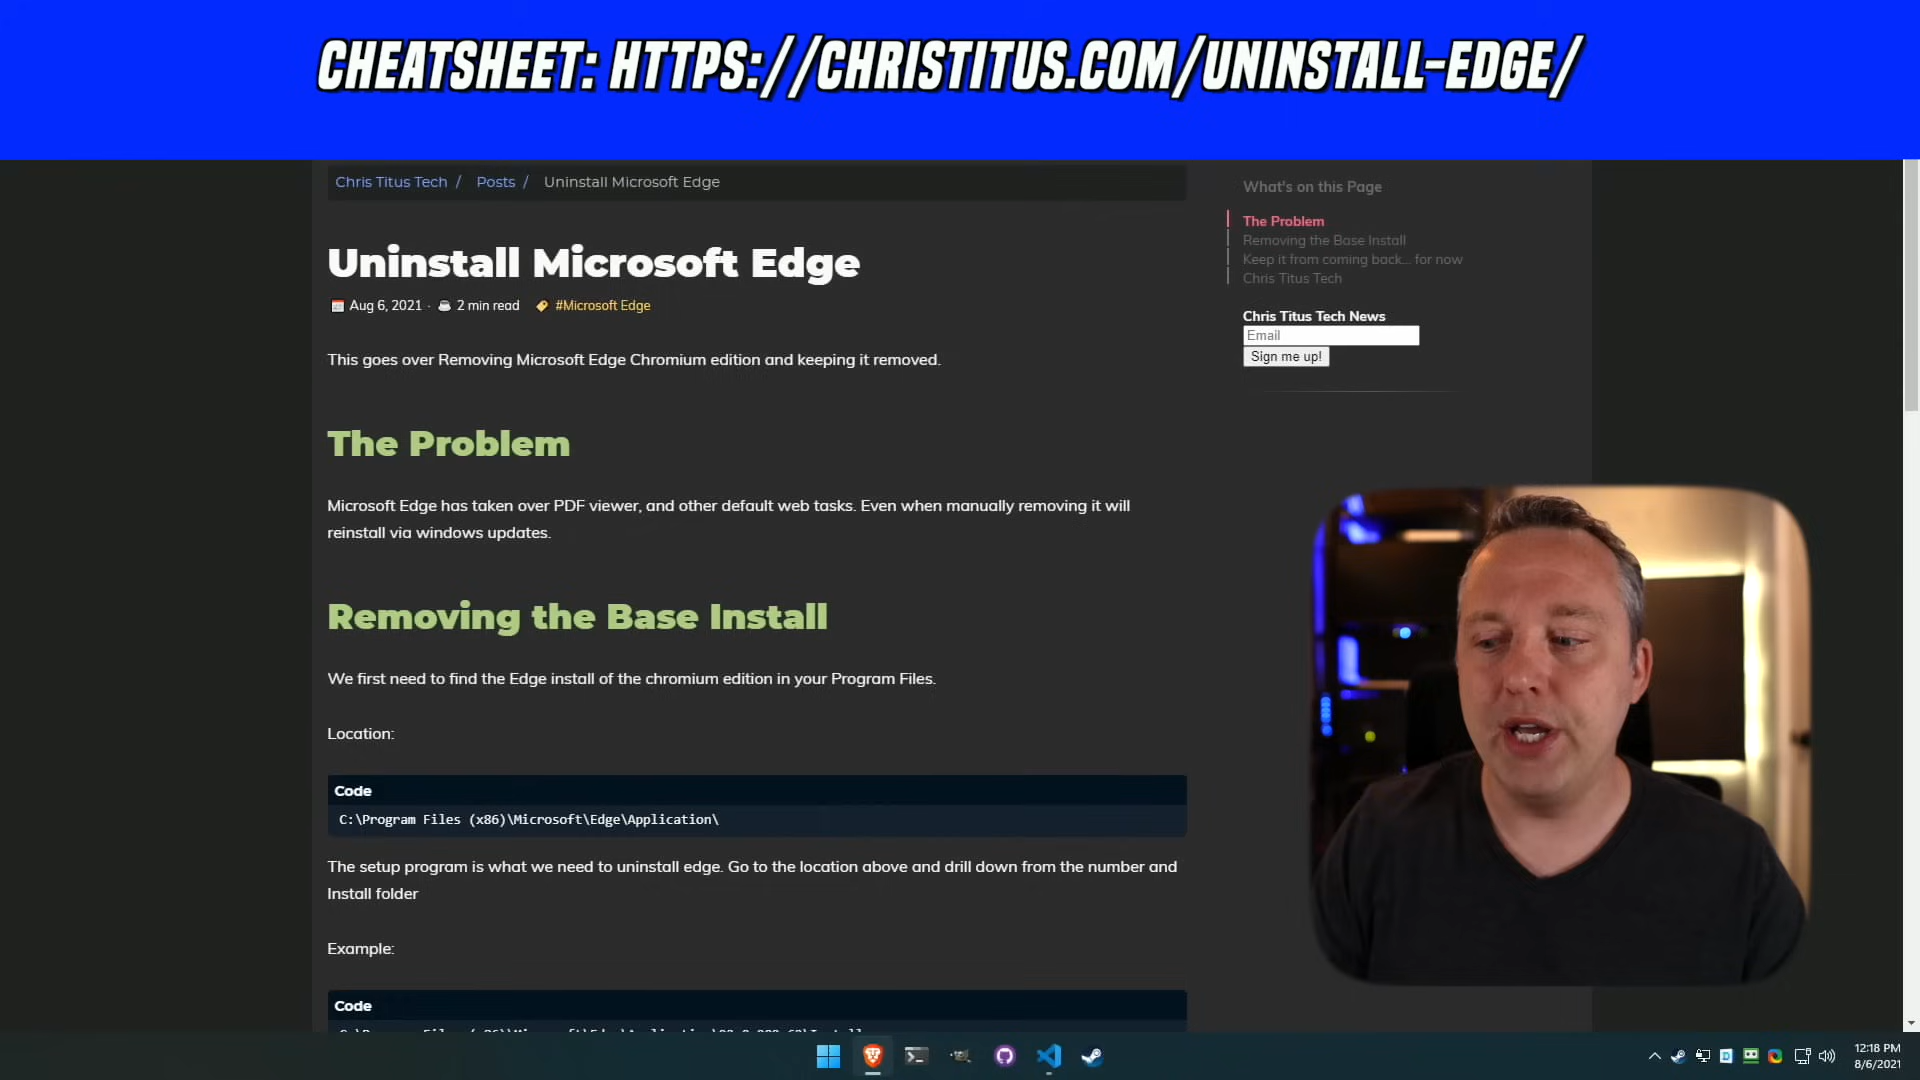 CHEATSHEET: HTTPS://CHRISTITUS.COM/UNINSTALL-EDGE/
Chris Titus Tech / Posts / Uninstall Microsoft Edge
Uninstall Microsoft Edge
Aug 6, 2021 · 2 min read #Microsoft Edge
This goes over Removing Microsoft Edge Chromium edition and keeping it removed.
The Problem
Microsoft Edge has taken over PDF viewer, and other default web tasks. Even when manually removing it will
reinstall via windows updates.
Removing the Base Install
We first need to find the Edge install of the chromium edition in your Program Files.
Location:
Code
C:\Program Files (x86)\Microsoft\Edge\Application\
The setup program is what we need to uninstall edge. Go to the location above and drill down from the number and
Install folder
Example:
Code
What's on this Page
The Problem
Removing the Base Install
Keep it from coming back... for now
Chris Titus Tech
Chris Titus Tech News
Email
Sign me up!
12:18 PM
8/6/2021